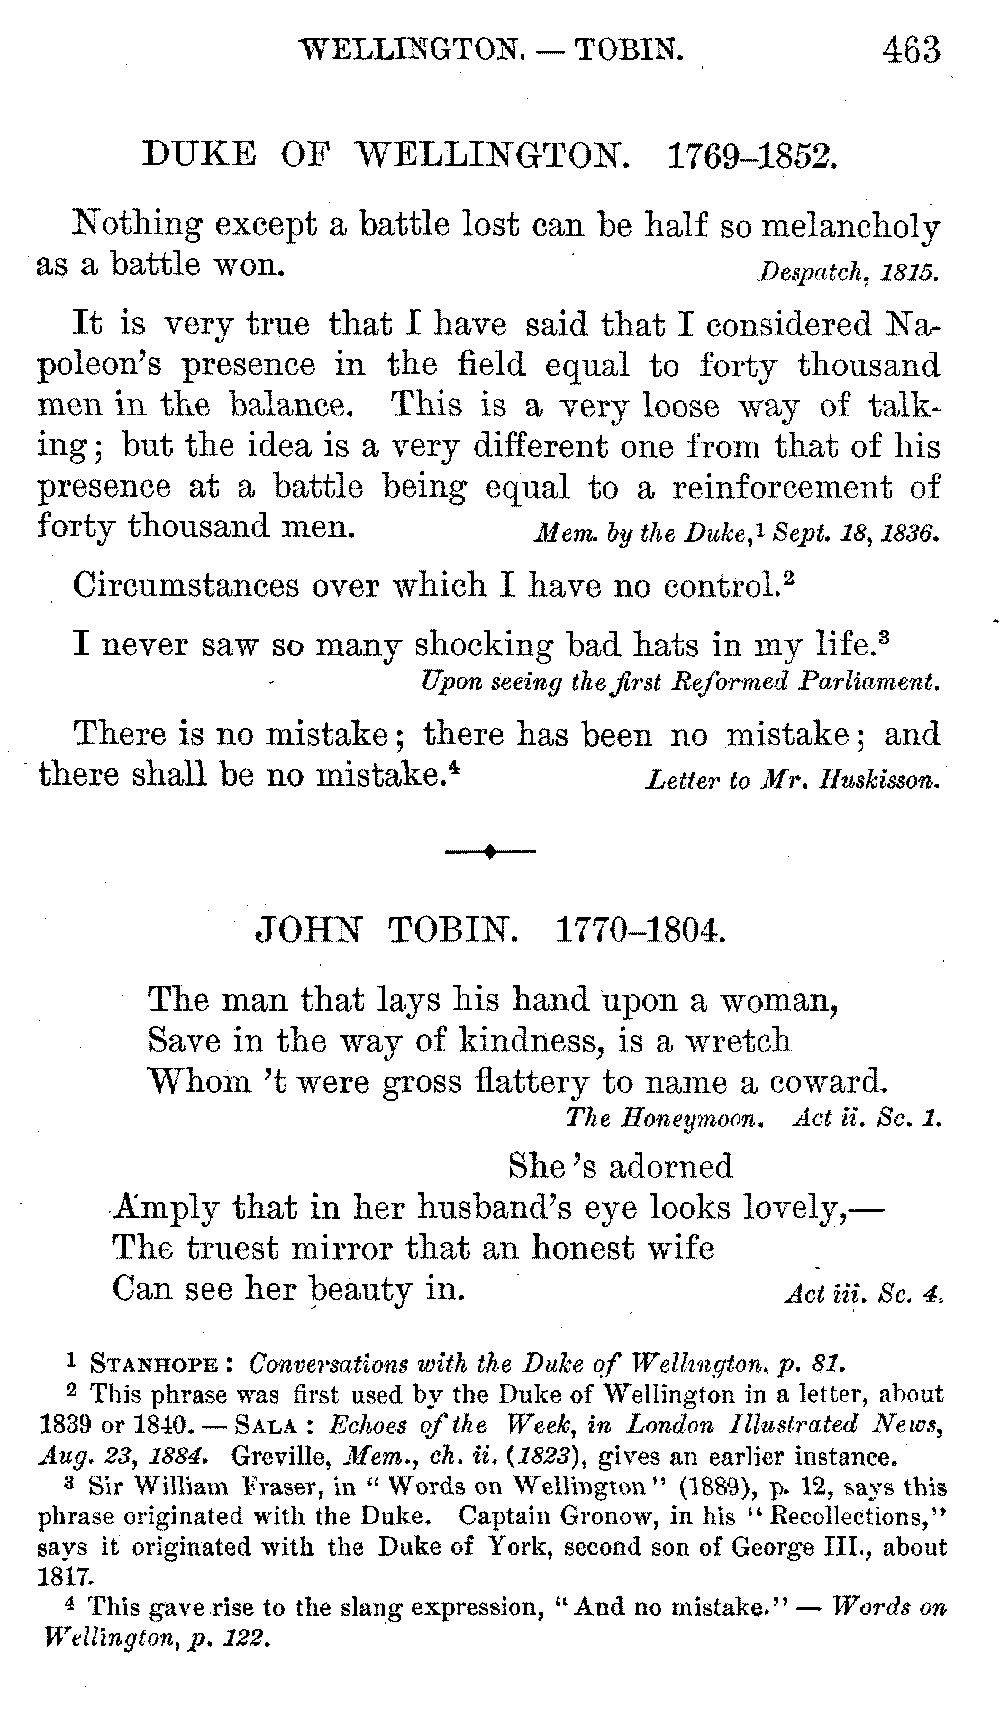 WELLINGTON. — TOBIN. 463
DUKE OF WELLINGTON. 1769–1852.
Nothing except a battle lost can be half so melancholy
as a battle won. Despatch, 1815.
It is very true that I have said that I considered Na-
poleon's presence in the field equal to forty thousand
men in the balance. This is a very loose way of talk-
ing; but the idea is a very different one from that of his
presence at a battle being equal to a reinforcement of
forty thousand men. Mem. by the Duke,¹ Sept. 18, 1836.
Circumstances over which I have no control.²
I never saw so many shocking bad hats in my life.³
Upon seeing the first Reformed Parliament.
There is no mistake; there has been no mistake; and
there shall be no mistake.⁴ Letter to Mr. Huskisson.
JOHN TOBIN. 1770–1804.
The man that lays his hand upon a woman,
Save in the way of kindness, is a wretch
Whom 't were gross flattery to name a coward.
The Honeymoon. Act ii. Sc. 1.
She's adorned
Amply that in her husband's eye looks lovely,—
The truest mirror that an honest wife
Can see her beauty in. Act iii. Sc. 4.
¹ STANHOPE: Conversations with the Duke of Wellington, p. 81.
² This phrase was first used by the Duke of Wellington in a letter, about
1839 or 1840. — SALA: Echoes of the Week, in London Illustrated News,
Aug. 23, 1884. Greville, Mem., ch. ii. (1823), gives an earlier instance.
³ Sir William Fraser, in "Words on Wellington" (1889), p. 12, says this
phrase originated with the Duke. Captain Gronow, in his "Recollections,"
says it originated with the Duke of York, second son of George III., about
1817.
⁴ This gave rise to the slang expression, "And no mistake." — Words on
Wellington, p. 122.